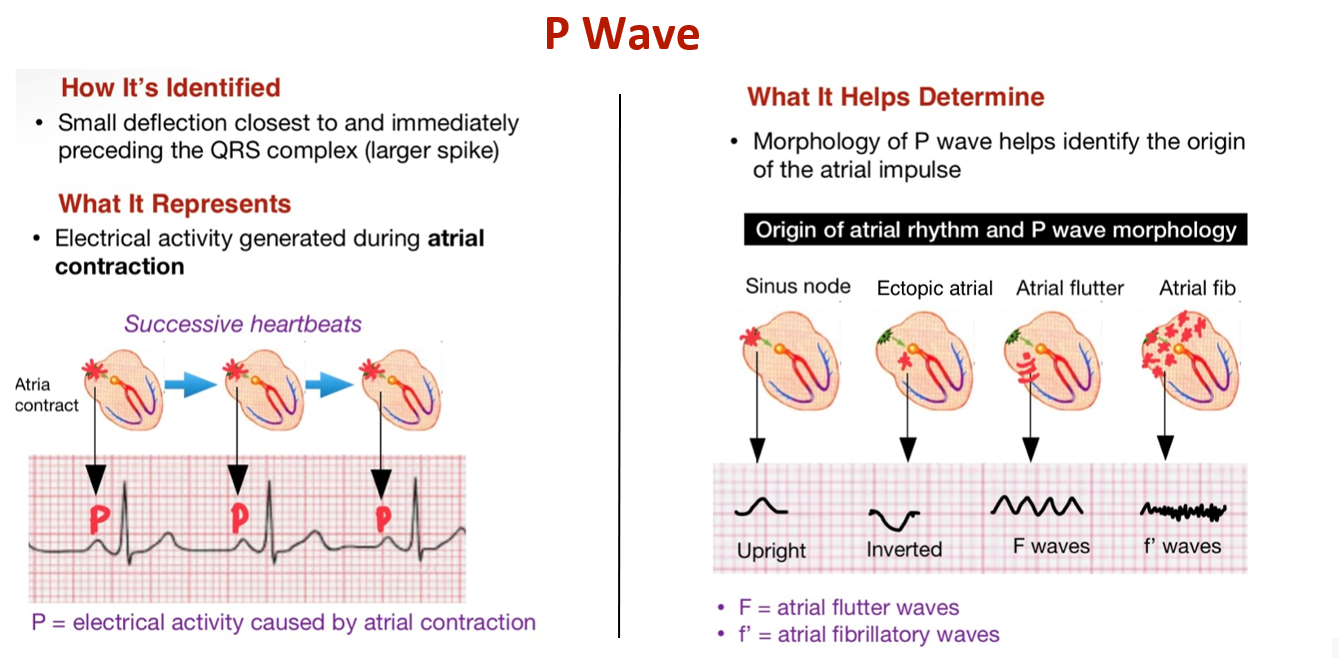 P Wave
How It's Identified
• Small deflection closest to and immediately
preceding the QRS complex (larger spike)
What It Represents
• Electrical activity generated during atrial
contraction
Successive heartbeats
Atria
contract
P P P
P = electrical activity caused by atrial contraction
What It Helps Determine
• Morphology of P wave helps identify the origin
of the atrial impulse
Origin of atrial rhythm and P wave morphology
Sinus node Ectopic atrial Atrial flutter Atrial fib
Upright Inverted F waves f' waves
• F = atrial flutter waves
• f' = atrial fibrillatory waves